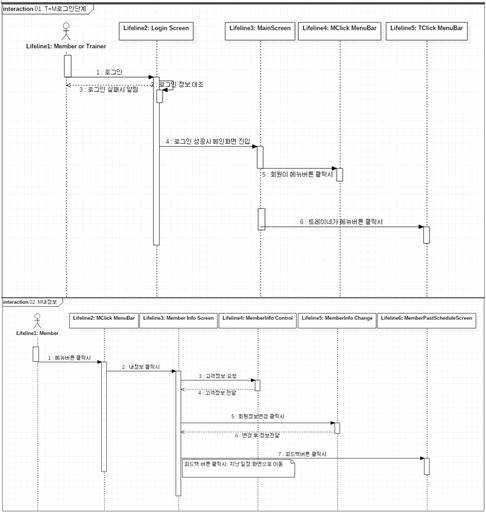 interaction 01. T+M로그인단계
Lifeline1: Member or Trainer
Lifeline2: Login Screen
Lifeline3: MainScreen
Lifeline4: MClick MenuBar
Lifeline5: TClick MenuBar
1 : 로그인
2 : 로그인 정보 대조
3 : 로그인 실패시 알림
4 : 로그인 성공시 메인화면 진입
5 : 회원이 메뉴버튼 클릭시
6 : 트레이너가 메뉴버튼 클릭시
interaction 02. M내정보
Lifeline1: Member
Lifeline2: MClick MenuBar
Lifeline3: Member Info Screen
Lifeline4: MemberInfo Control
Lifeline5: MemberInfo Change
Lifeline6: MemberPastScheduleScreen
1 : 메뉴버튼 클릭시
2 : 내정보 클릭시
3 : 고객정보 요청
4 : 고객정보 전달
5 : 회원정보변경 클릭시
6 : 변경 후 정보전달
7 : 피드백버튼 클릭시
피드백 버튼 클릭시, 지난 일정 화면으로 이동